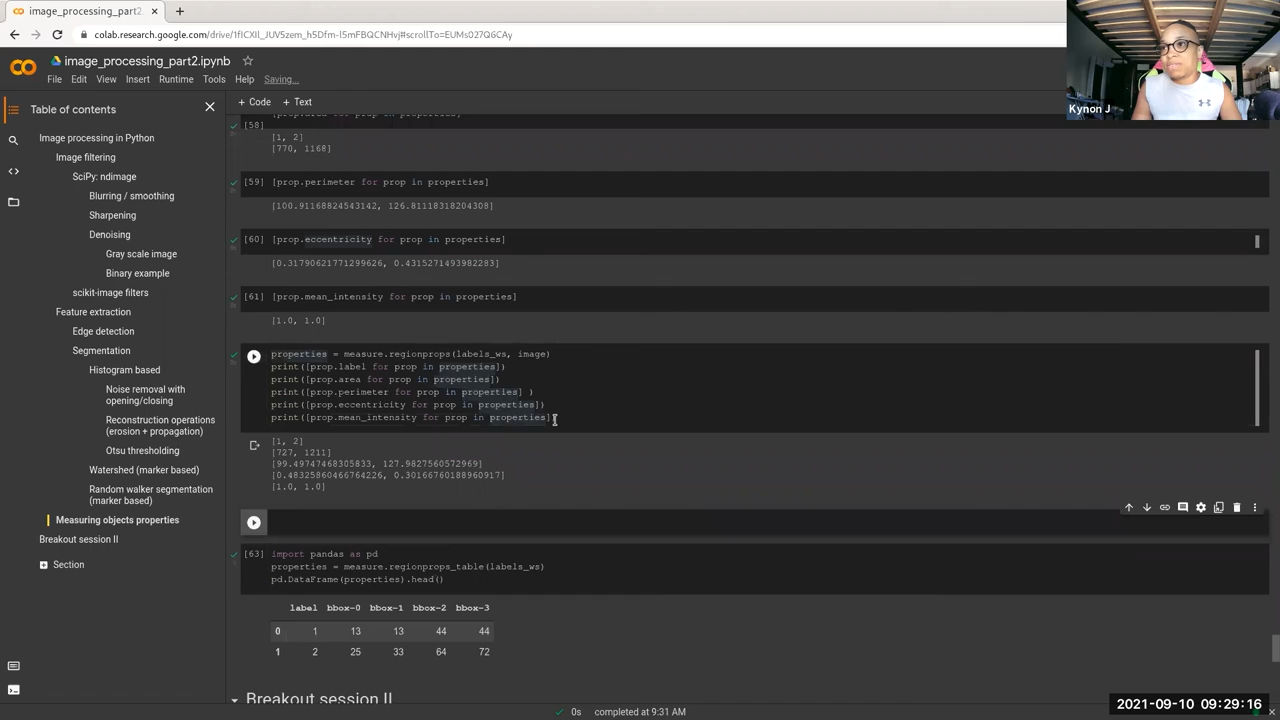 image_processing_part2.ipynb
colab.research.google.com/drive/1fICXIl_JUV5zem_h5Dfm-I5mFBQCNHvj#scrollTo=EUMs027Q6CAy
image_processing_part2.ipynb
File Edit View Insert Runtime Tools Help Saving...
Table of contents
Image processing in Python
Image filtering
SciPy: ndimage
Blurring / smoothing
Sharpening
Denoising
Gray scale image
Binary example
scikit-image filters
Feature extraction
Edge detection
Segmentation
Histogram based
Noise removal with
opening/closing
Reconstruction operations
(erosion + propagation)
Otsu thresholding
Watershed (marker based)
Random walker segmentation
(marker based)
Measuring objects properties
Breakout session II
Section
+ Code + Text
[58]
[1, 2]
[770, 1168]
[59] [prop.perimeter for prop in properties]
[100.91168824543142, 126.81118318204308]
[60] [prop.eccentricity for prop in properties]
[0.31790621771299626, 0.4315271493982283]
[61] [prop.mean_intensity for prop in properties]
[1.0, 1.0]
properties = measure.regionprops(labels_ws, image)
print([prop.label for prop in properties])
print([prop.area for prop in properties])
print([prop.perimeter for prop in properties] )
print([prop.eccentricity for prop in properties])
print([prop.mean_intensity for prop in properties]
[1, 2]
[727, 1211]
[99.49747468305833, 127.9827560572969]
[0.48325860466764226, 0.30166760188960917]
[1.0, 1.0]
[63] import pandas as pd
properties = measure.regionprops_table(labels_ws)
pd.DataFrame(properties).head()
label bbox-0 bbox-1 bbox-2 bbox-3
0 1 13 13 44 44
1 2 25 33 64 72
Breakout session II
0s completed at 9:31 AM
Kynon J
2021-09-10 09:29:16